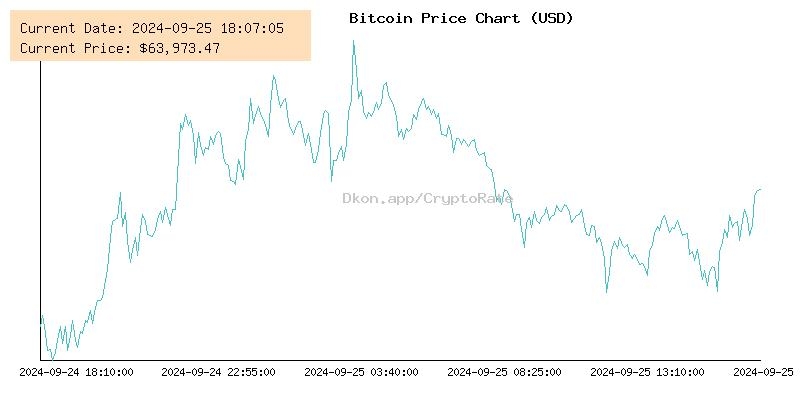 Bitcoin Price Chart (USD)
Current Date: 2024-09-25 18:07:05
Current Price: $63,973.47
Dkon.app/CryptoRate
2024-09-24 18:10:00
2024-09-24 22:55:00
2024-09-25 03:40:00
2024-09-25 08:25:00
2024-09-25 13:10:00
2024-09-25